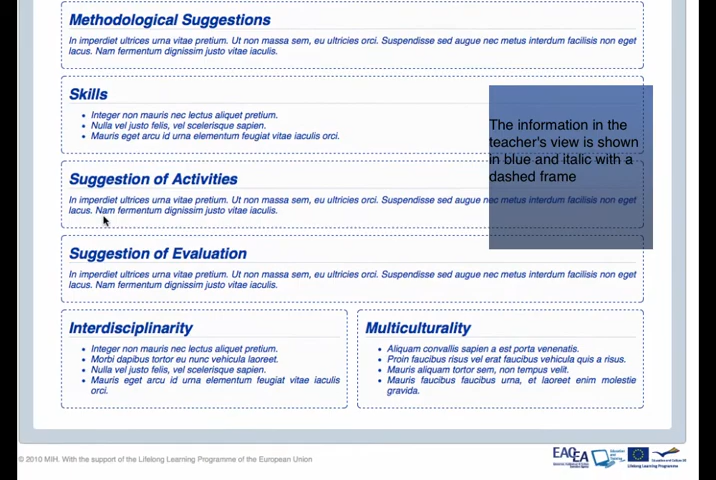 Methodological Suggestions
In imperdiet ultrices urna vitae pretium. Ut non massa sem, eu ultricies orci. Suspendisse sed augue nec metus interdum facilisis non eget
lacus. Nam fermentum dignissim justo vitae iaculis.
Skills
Integer non mauris nec lectus aliquet pretium.
Nulla vel justo felis, vel scelerisque sapien.
Mauris eget arcu id urna elementum feugiat vitae iaculis orci.
The information in the
teacher's view is shown
in blue and italic with a
dashed frame
Suggestion of Activities
In imperdiet ultrices urna vitae pretium. Ut non massa sem, eu ultricies orci. Suspendisse sed augue nec metus interdum facilisis non eget
lacus. Nam fermentum dignissim justo vitae iaculis.
Suggestion of Evaluation
In imperdiet ultrices urna vitae pretium. Ut non massa sem, eu ultricies orci. Suspendisse sed augue nec metus interdum facilisis non eget
lacus. Nam fermentum dignissim justo vitae iaculis.
Interdisciplinarity
Integer non mauris nec lectus aliquet pretium.
Morbi dapibus tortor eu nunc vehicula laoreet.
Nulla vel justo felis, vel scelerisque sapien.
Mauris eget arcu id urna elementum feugiat vitae iaculis
orci.
Multiculturality
Aliquam convallis sapien a est porta venenatis.
Proin faucibus risus vel erat faucibus vehicula quis a risus.
Mauris aliquam tortor sem, non tempus velit.
Mauris faucibus faucibus urna, et laoreet enim molestie
gravida.
© 2010 MIH. With the support of the Lifelong Learning Programme of the European Union
EACEA
Education and Culture DG
Lifelong Learning Programme